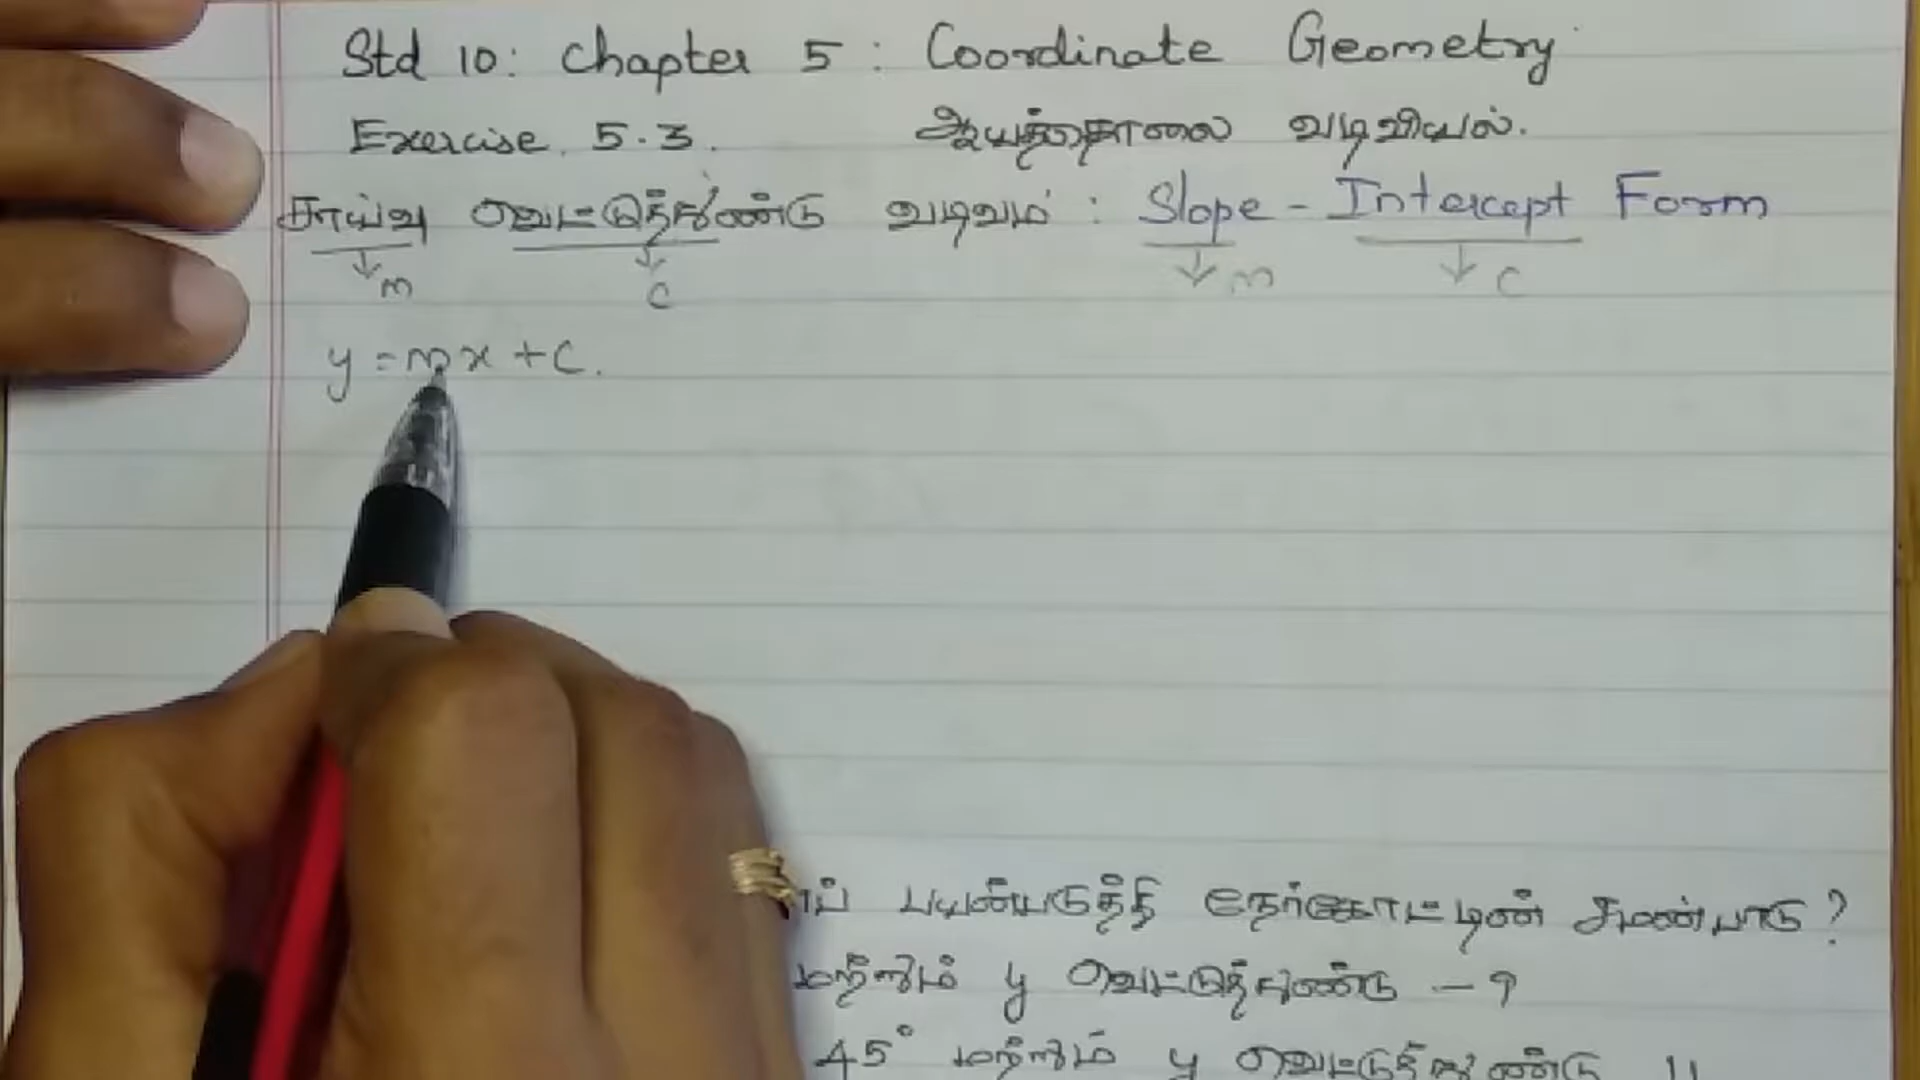 Std 10: Chapter 5 : Coordinate Geometry
Exercise 5.3. ஆயத்தொலை வடிவியல்.
சாய்வு வெட்டுத்துண்டு வடிவம் : Slope - Intercept Form
↓ m ↓ c ↓ m ↓ c
y = mx + c.
பயன்படுத்தி நேர்கோட்டின் சமன்பாடு ?
மற்றும் y வெட்டுத்துண்டு - ?
45° மற்றும் y வெட்டுத்துண்டு 11